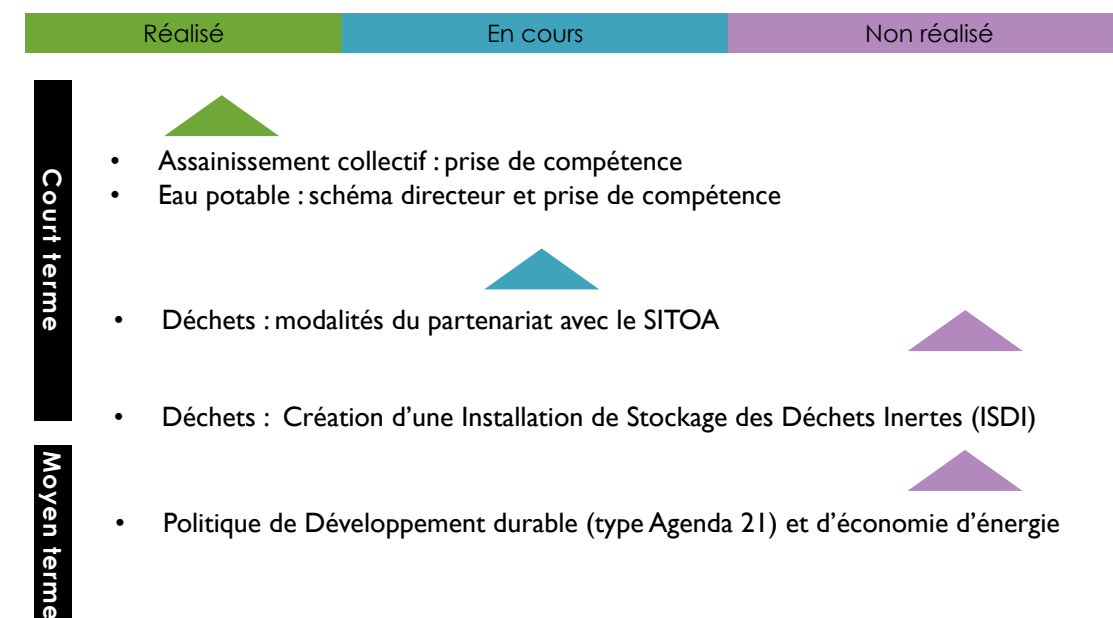 Réalisé En cours Non réalisé
Court terme
• Assainissement collectif : prise de compétence
• Eau potable : schéma directeur et prise de compétence
• Déchets : modalités du partenariat avec le SITOA
• Déchets : Création d’une Installation de Stockage des Déchets Inertes (ISDI)
Moyen terme
• Politique de Développement durable (type Agenda 21) et d’économie d’énergie